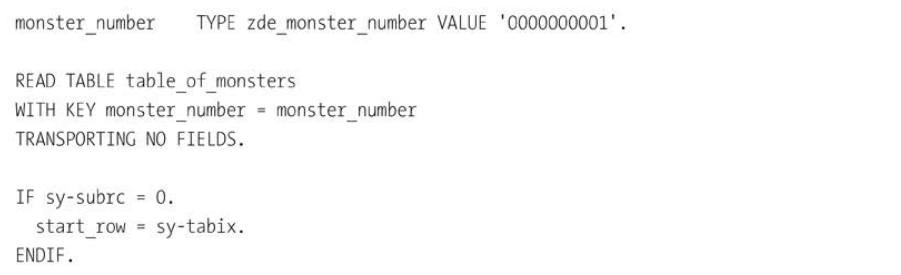 monster_number    TYPE zde_monster_number VALUE '0000000001'.
READ TABLE table_of_monsters
WITH KEY monster_number = monster_number
TRANSPORTING NO FIELDS.
IF sy-subrc = 0.
  start_row = sy-tabix.
ENDIF.